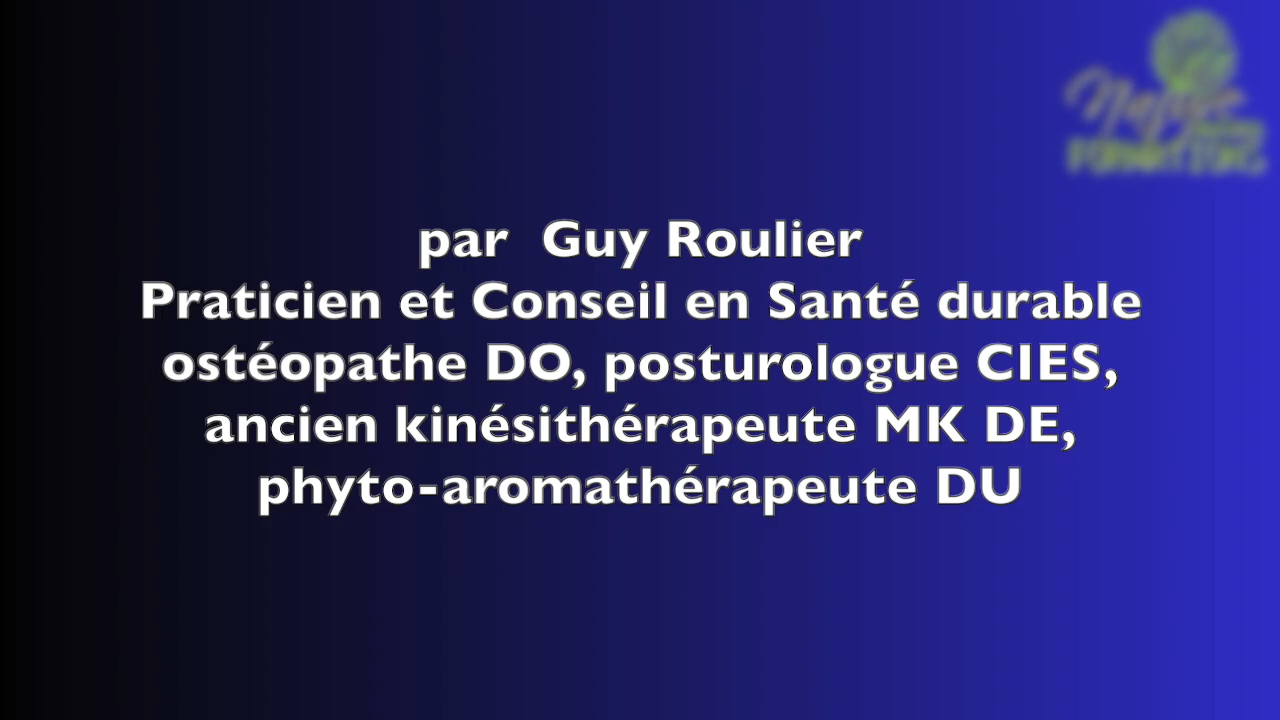 par Guy Roulier
Praticien et Conseil en Santé durable
ostéopathe DO, posturologue CIES,
ancien kinésithérapeute MK DE,
phyto-aromathérapeute DU